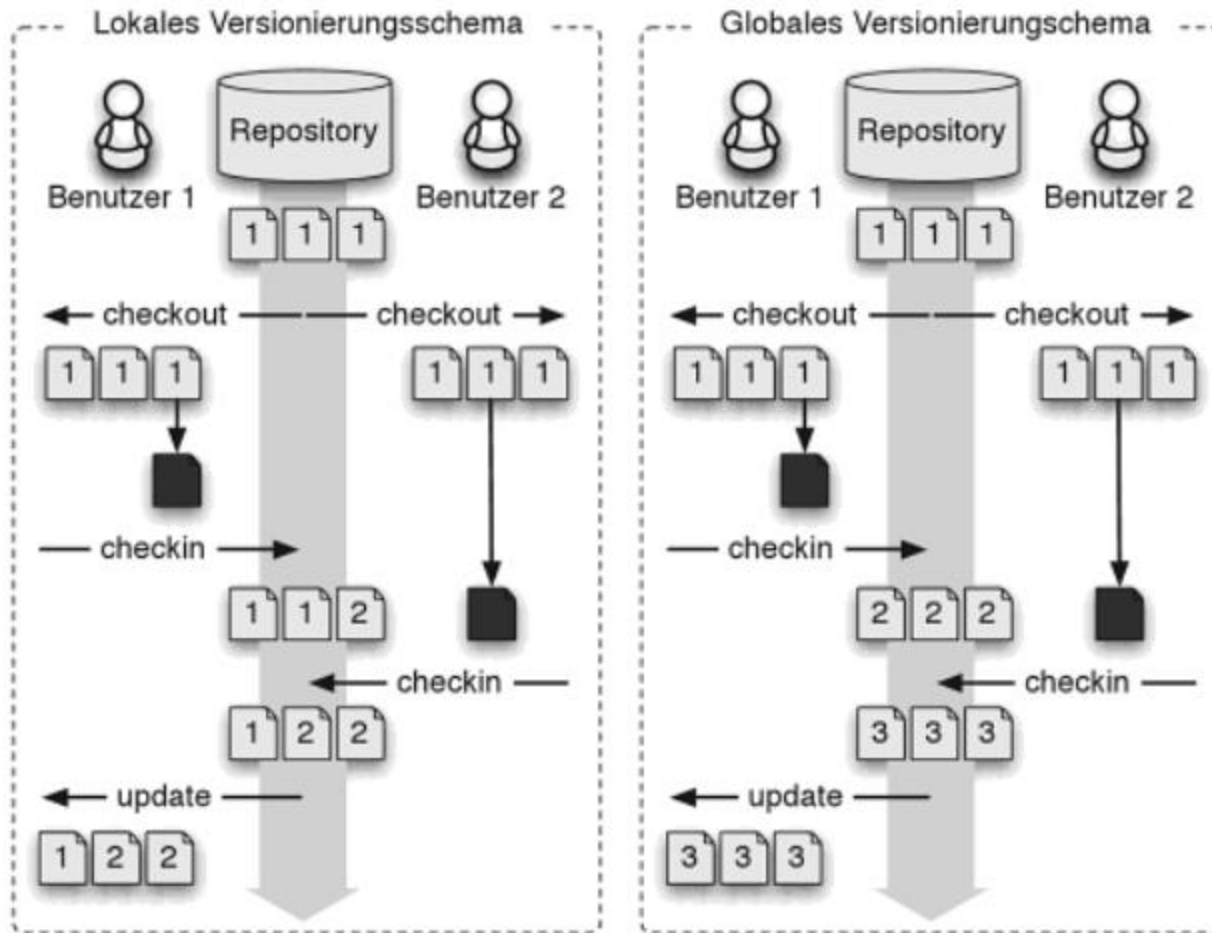 Lokales Versionierungsschema
Repository
Benutzer 1
Benutzer 2
1 1 1
checkout
checkout
1 1 1
1 1 1
checkin
1 1 2
checkin
1 2 2
update
1 2 2
Globales Versionierungschema
Repository
Benutzer 1
Benutzer 2
1 1 1
checkout
checkout
1 1 1
1 1 1
checkin
2 2 2
checkin
3 3 3
update
3 3 3